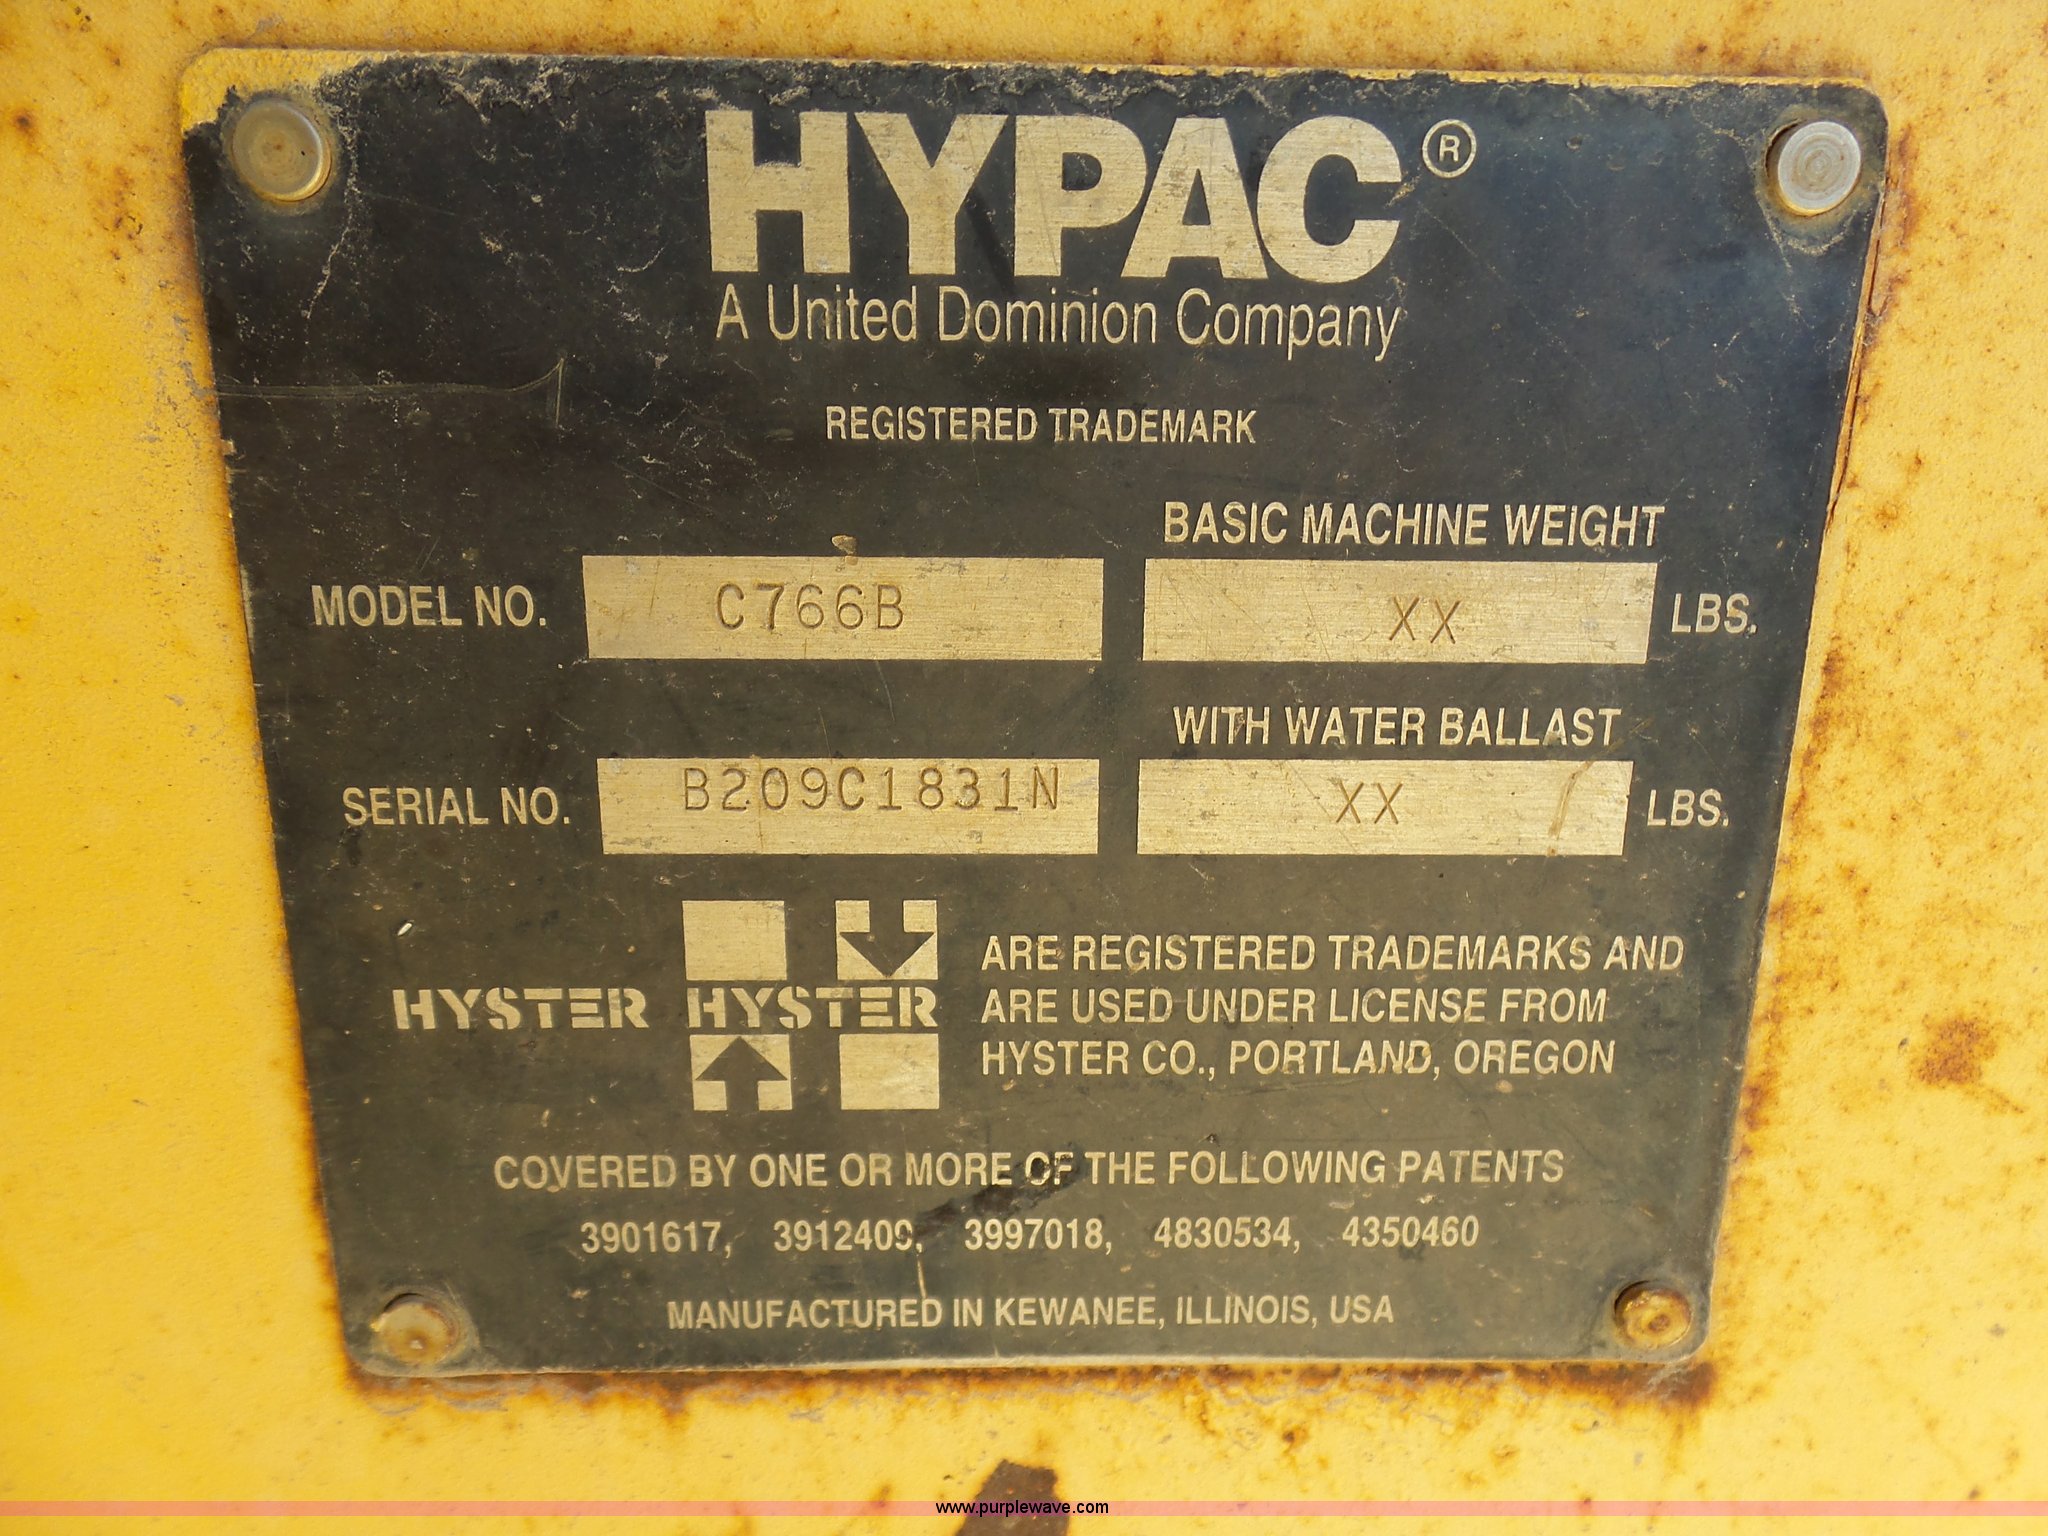 HYPAC®
A United Dominion Company
REGISTERED TRADEMARK
BASIC MACHINE WEIGHT
MODEL NO. C766B XX LBS.
WITH WATER BALLAST
SERIAL NO. B209C1831N XX LBS.
HYSTER HYSTER
ARE REGISTERED TRADEMARKS AND
ARE USED UNDER LICENSE FROM
HYSTER CO., PORTLAND, OREGON
COVERED BY ONE OR MORE OF THE FOLLOWING PATENTS
3901617, 3912409, 3997018, 4830534, 4350460
MANUFACTURED IN KEWANEE, ILLINOIS, USA
www.purplewave.com